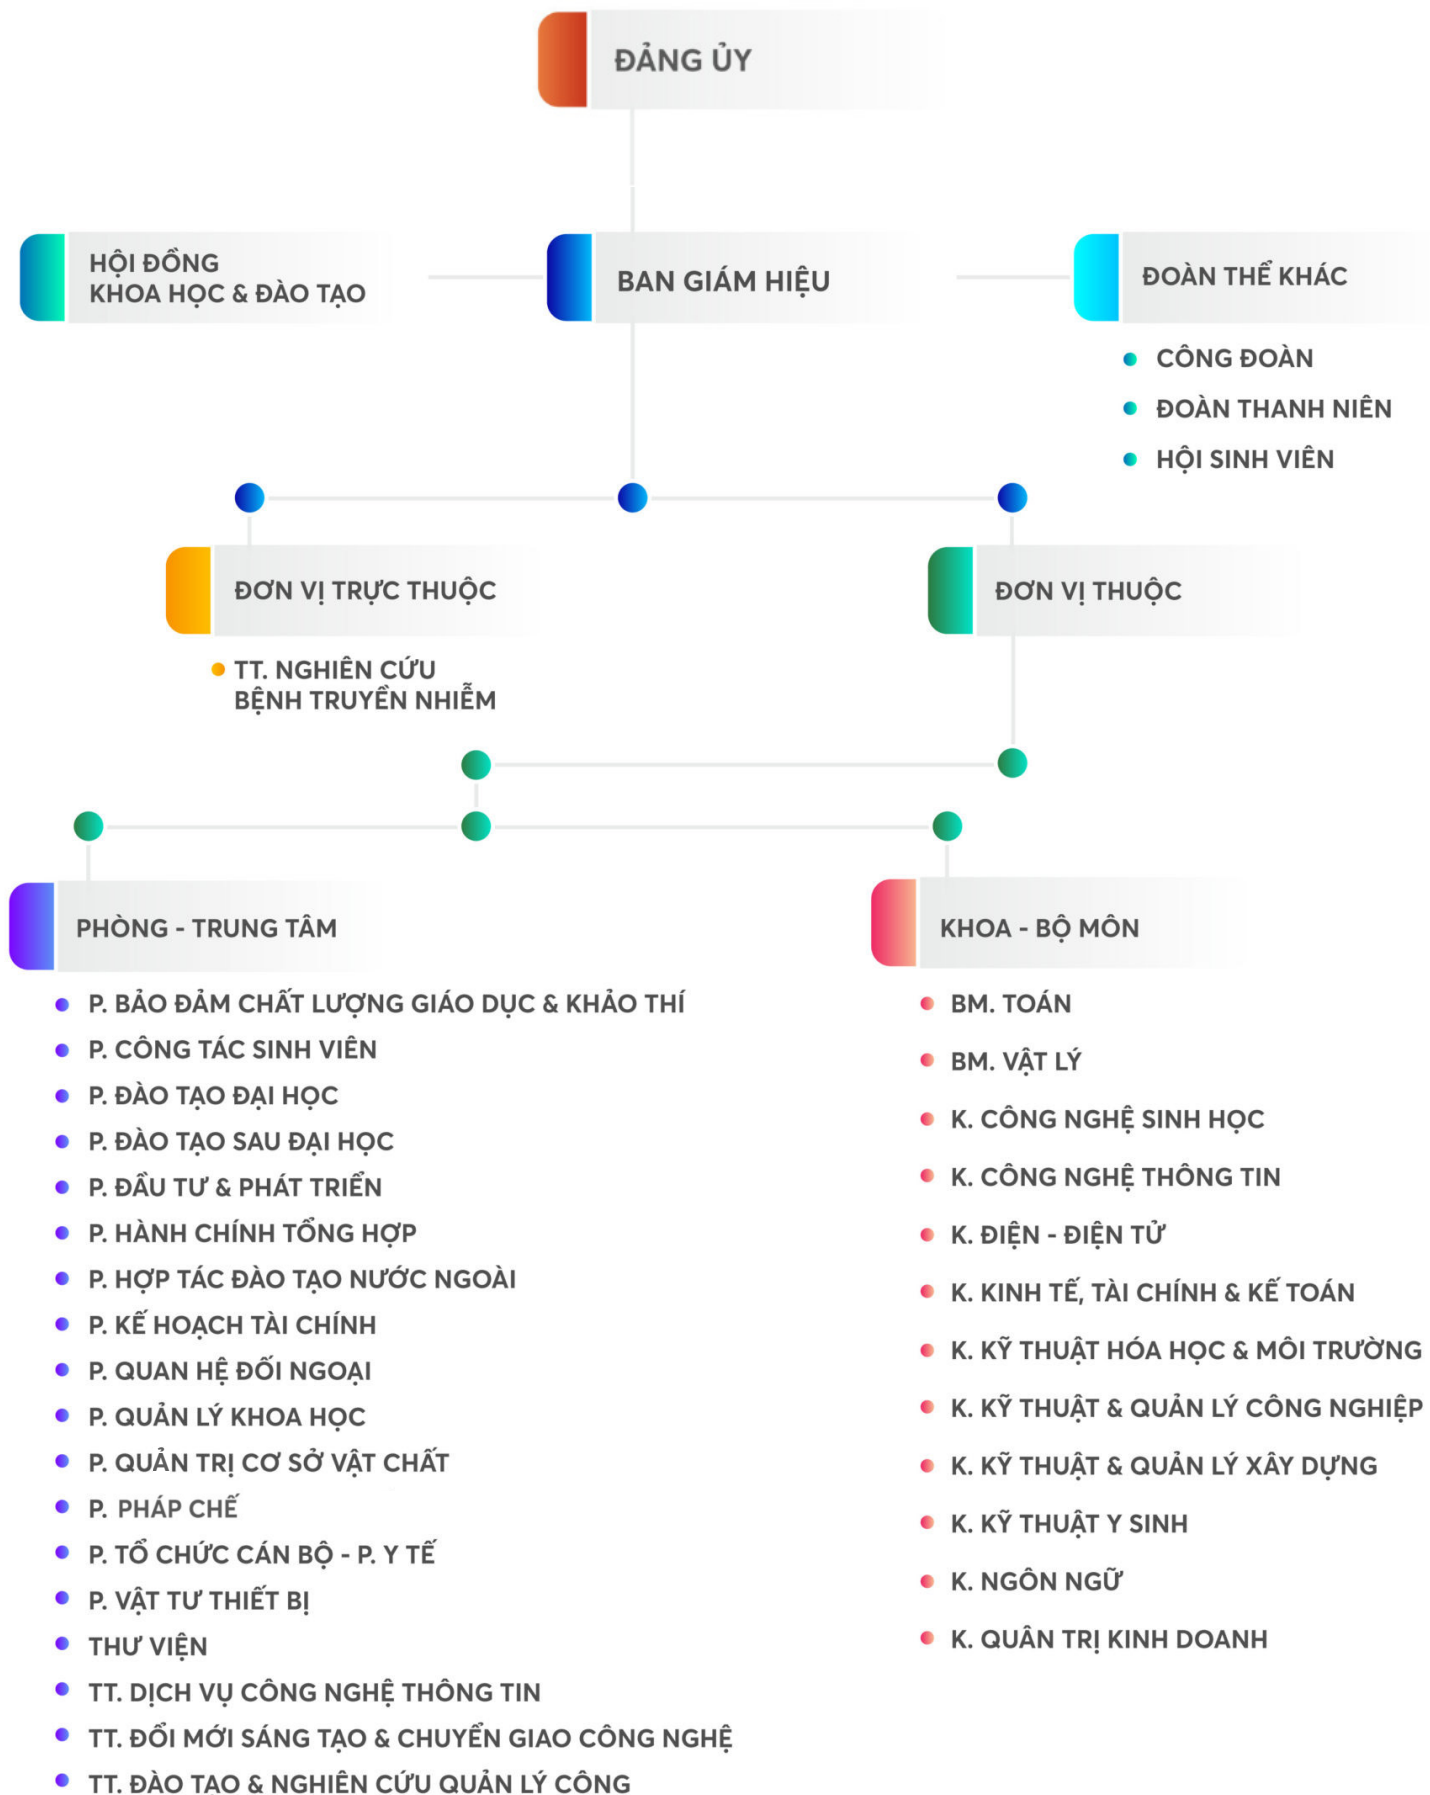 ĐẢNG ỦY
HỘI ĐỒNG
KHOA HỌC & ĐÀO TẠO
BAN GIÁM HIỆU
ĐOÀN THỂ KHÁC
CÔNG ĐOÀN
ĐOÀN THANH NIÊN
HỘI SINH VIÊN
ĐƠN VỊ TRỰC THUỘC
TT. NGHIÊN CỨU
BỆNH TRUYỀN NHIỄM
ĐƠN VỊ THUỘC
PHÒNG - TRUNG TÂM
P. BẢO ĐẢM CHẤT LƯỢNG GIÁO DỤC & KHẢO THÍ
P. CÔNG TÁC SINH VIÊN
P. ĐÀO TẠO ĐẠI HỌC
P. ĐÀO TẠO SAU ĐẠI HỌC
P. ĐẦU TƯ & PHÁT TRIỂN
P. HÀNH CHÍNH TỔNG HỢP
P. HỢP TÁC ĐÀO TẠO NƯỚC NGOÀI
P. KẾ HOẠCH TÀI CHÍNH
P. QUAN HỆ ĐỐI NGOẠI
P. QUẢN LÝ KHOA HỌC
P. QUẢN TRỊ CƠ SỞ VẬT CHẤT
P. PHÁP CHẾ
P. TỔ CHỨC CÁN BỘ - P. Y TẾ
P. VẬT TƯ THIẾT BỊ
THƯ VIỆN
TT. DỊCH VỤ CÔNG NGHỆ THÔNG TIN
TT. ĐỔI MỚI SÁNG TẠO & CHUYỂN GIAO CÔNG NGHỆ
TT. ĐÀO TẠO & NGHIÊN CỨU QUẢN LÝ CÔNG
KHOA - BỘ MÔN
BM. TOÁN
BM. VẬT LÝ
K. CÔNG NGHỆ SINH HỌC
K. CÔNG NGHỆ THÔNG TIN
K. ĐIỆN - ĐIỆN TỬ
K. KINH TẾ, TÀI CHÍNH & KẾ TOÁN
K. KỸ THUẬT HÓA HỌC & MÔI TRƯỜNG
K. KỸ THUẬT & QUẢN LÝ CÔNG NGHIỆP
K. KỸ THUẬT & QUẢN LÝ XÂY DỰNG
K. KỸ THUẬT Y SINH
K. NGÔN NGỮ
K. QUÂN TRỊ KINH DOANH